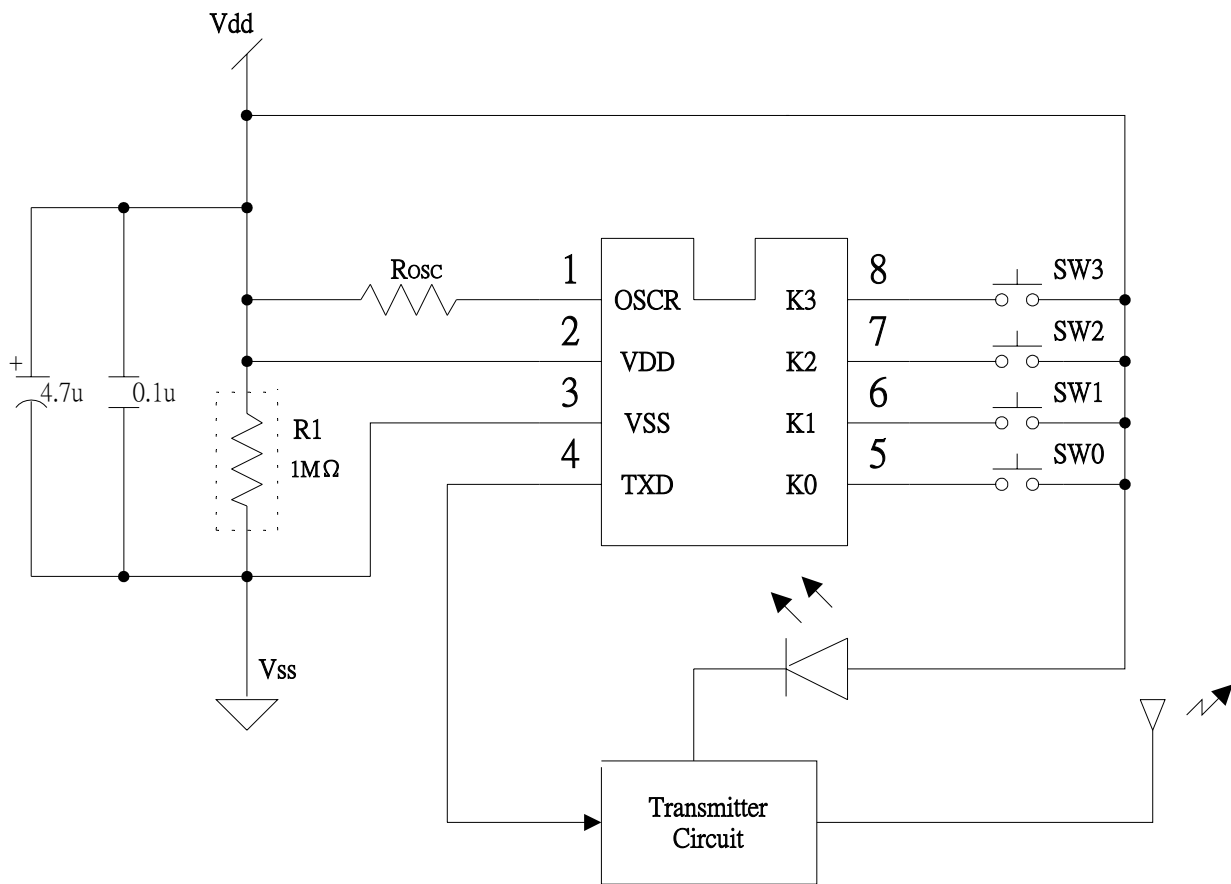 Vdd
Rosc
1
2
3
4
OSCR
VDD
VSS
TXD
K3
K2
K1
K0
8
7
6
5
SW3
SW2
SW1
SW0
+
4.7u
0.1u
R1
1MΩ
Vss
Transmitter
Circuit